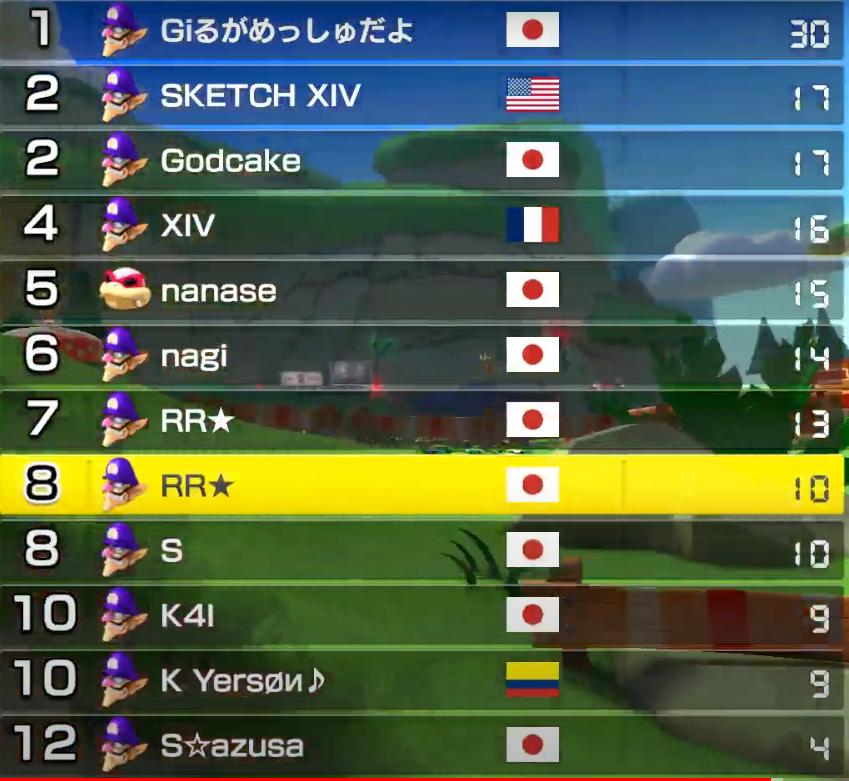 1 Giるがめっしゅだよ 30
2 SKETCH XIV 17
2 Godcake 17
4 XIV 16
5 nanase 15
6 nagi 14
7 RR★ 13
8 RR★ 10
8 S 10
10 K4I 9
10 K Yersøи♪ 9
12 S☆azusa 4